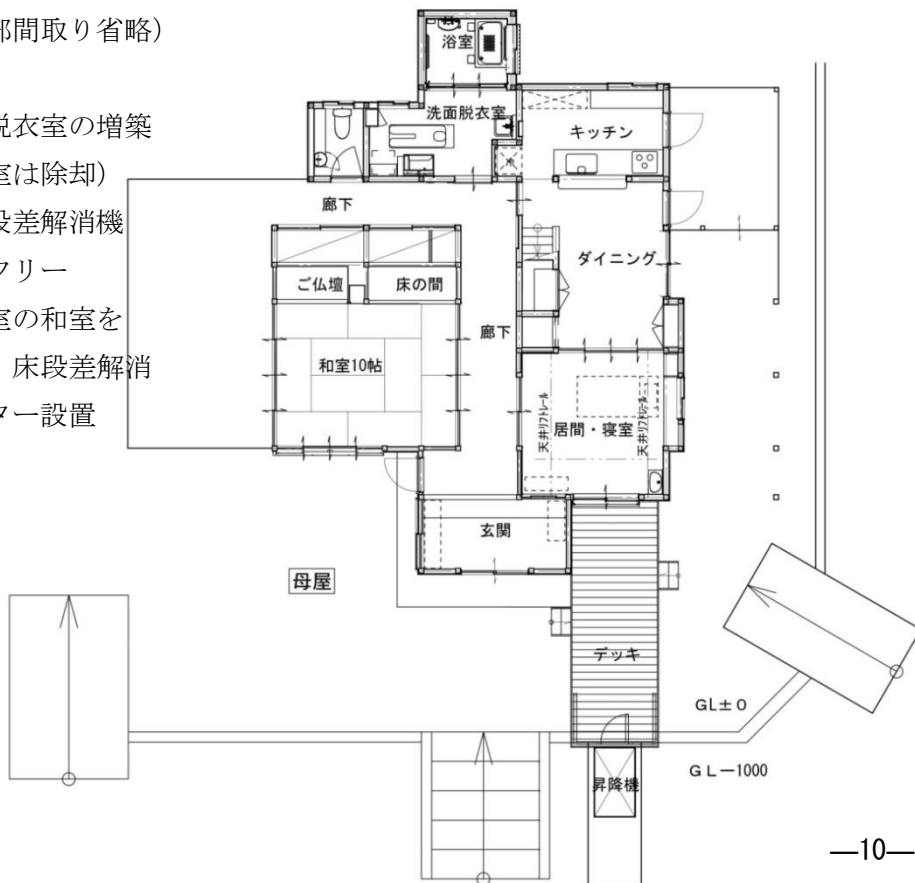 部間取り省略）
脱衣室の増築
室は除却）
段差解消機
フリー
室の和室を
床段差解消
ター設置
浴室
洗面脱衣室
キッチン
廊下
ダイニング
ご仏壇
床の間
廊下
和室10帖
天井リフトレール
居間・寝室
天井リフトレール
玄関
母屋
デッキ
GL±0
GL－1000
昇降機
―10―